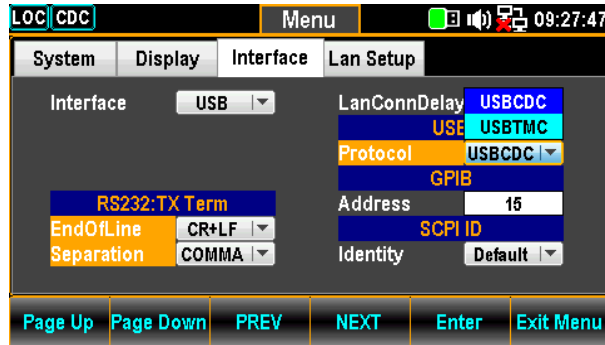 LOC CDC Menu 09:27:47
System Display Interface Lan Setup
Interface USB
RS232:TX Term
EndOfLine CR+LF
Separation COMMA
LanConnDelay USBCDC
USB USBTMC
Protocol USBCDC
GPIB
Address 15
SCPI ID
Identity Default
Page Up Page Down PREV NEXT Enter Exit Menu